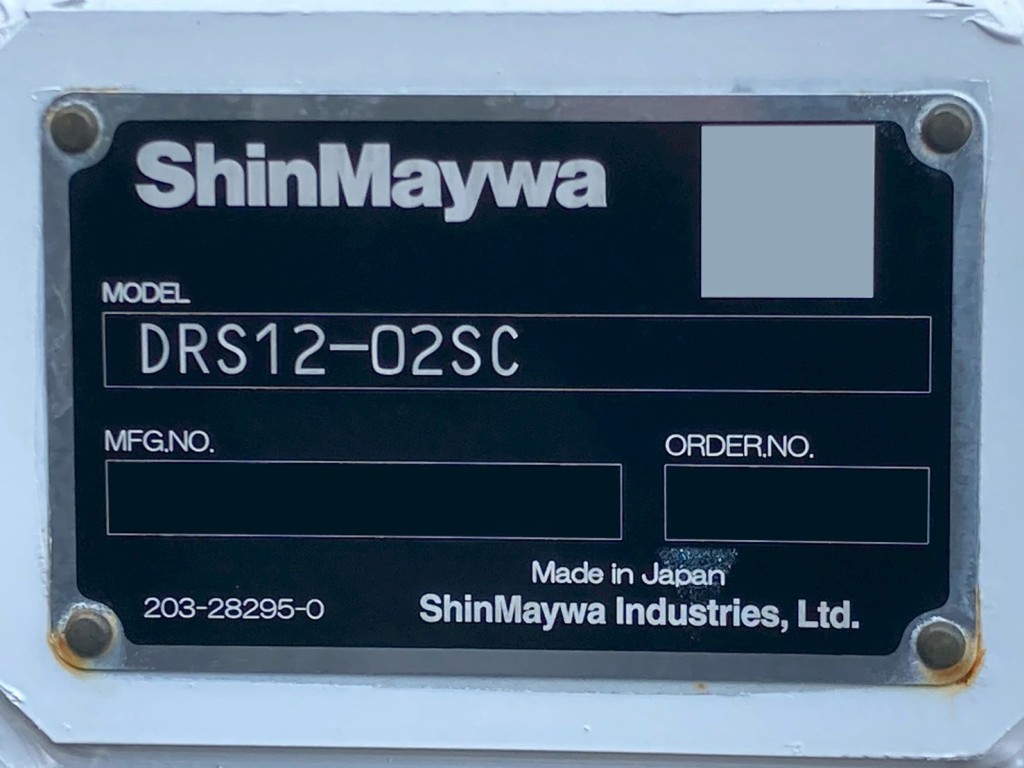 ShinMaywa
MODEL
DRS12-02SC
MFG.NO.
ORDER.NO.
Made in Japan
203-28295-0
ShinMaywa Industries, Ltd.